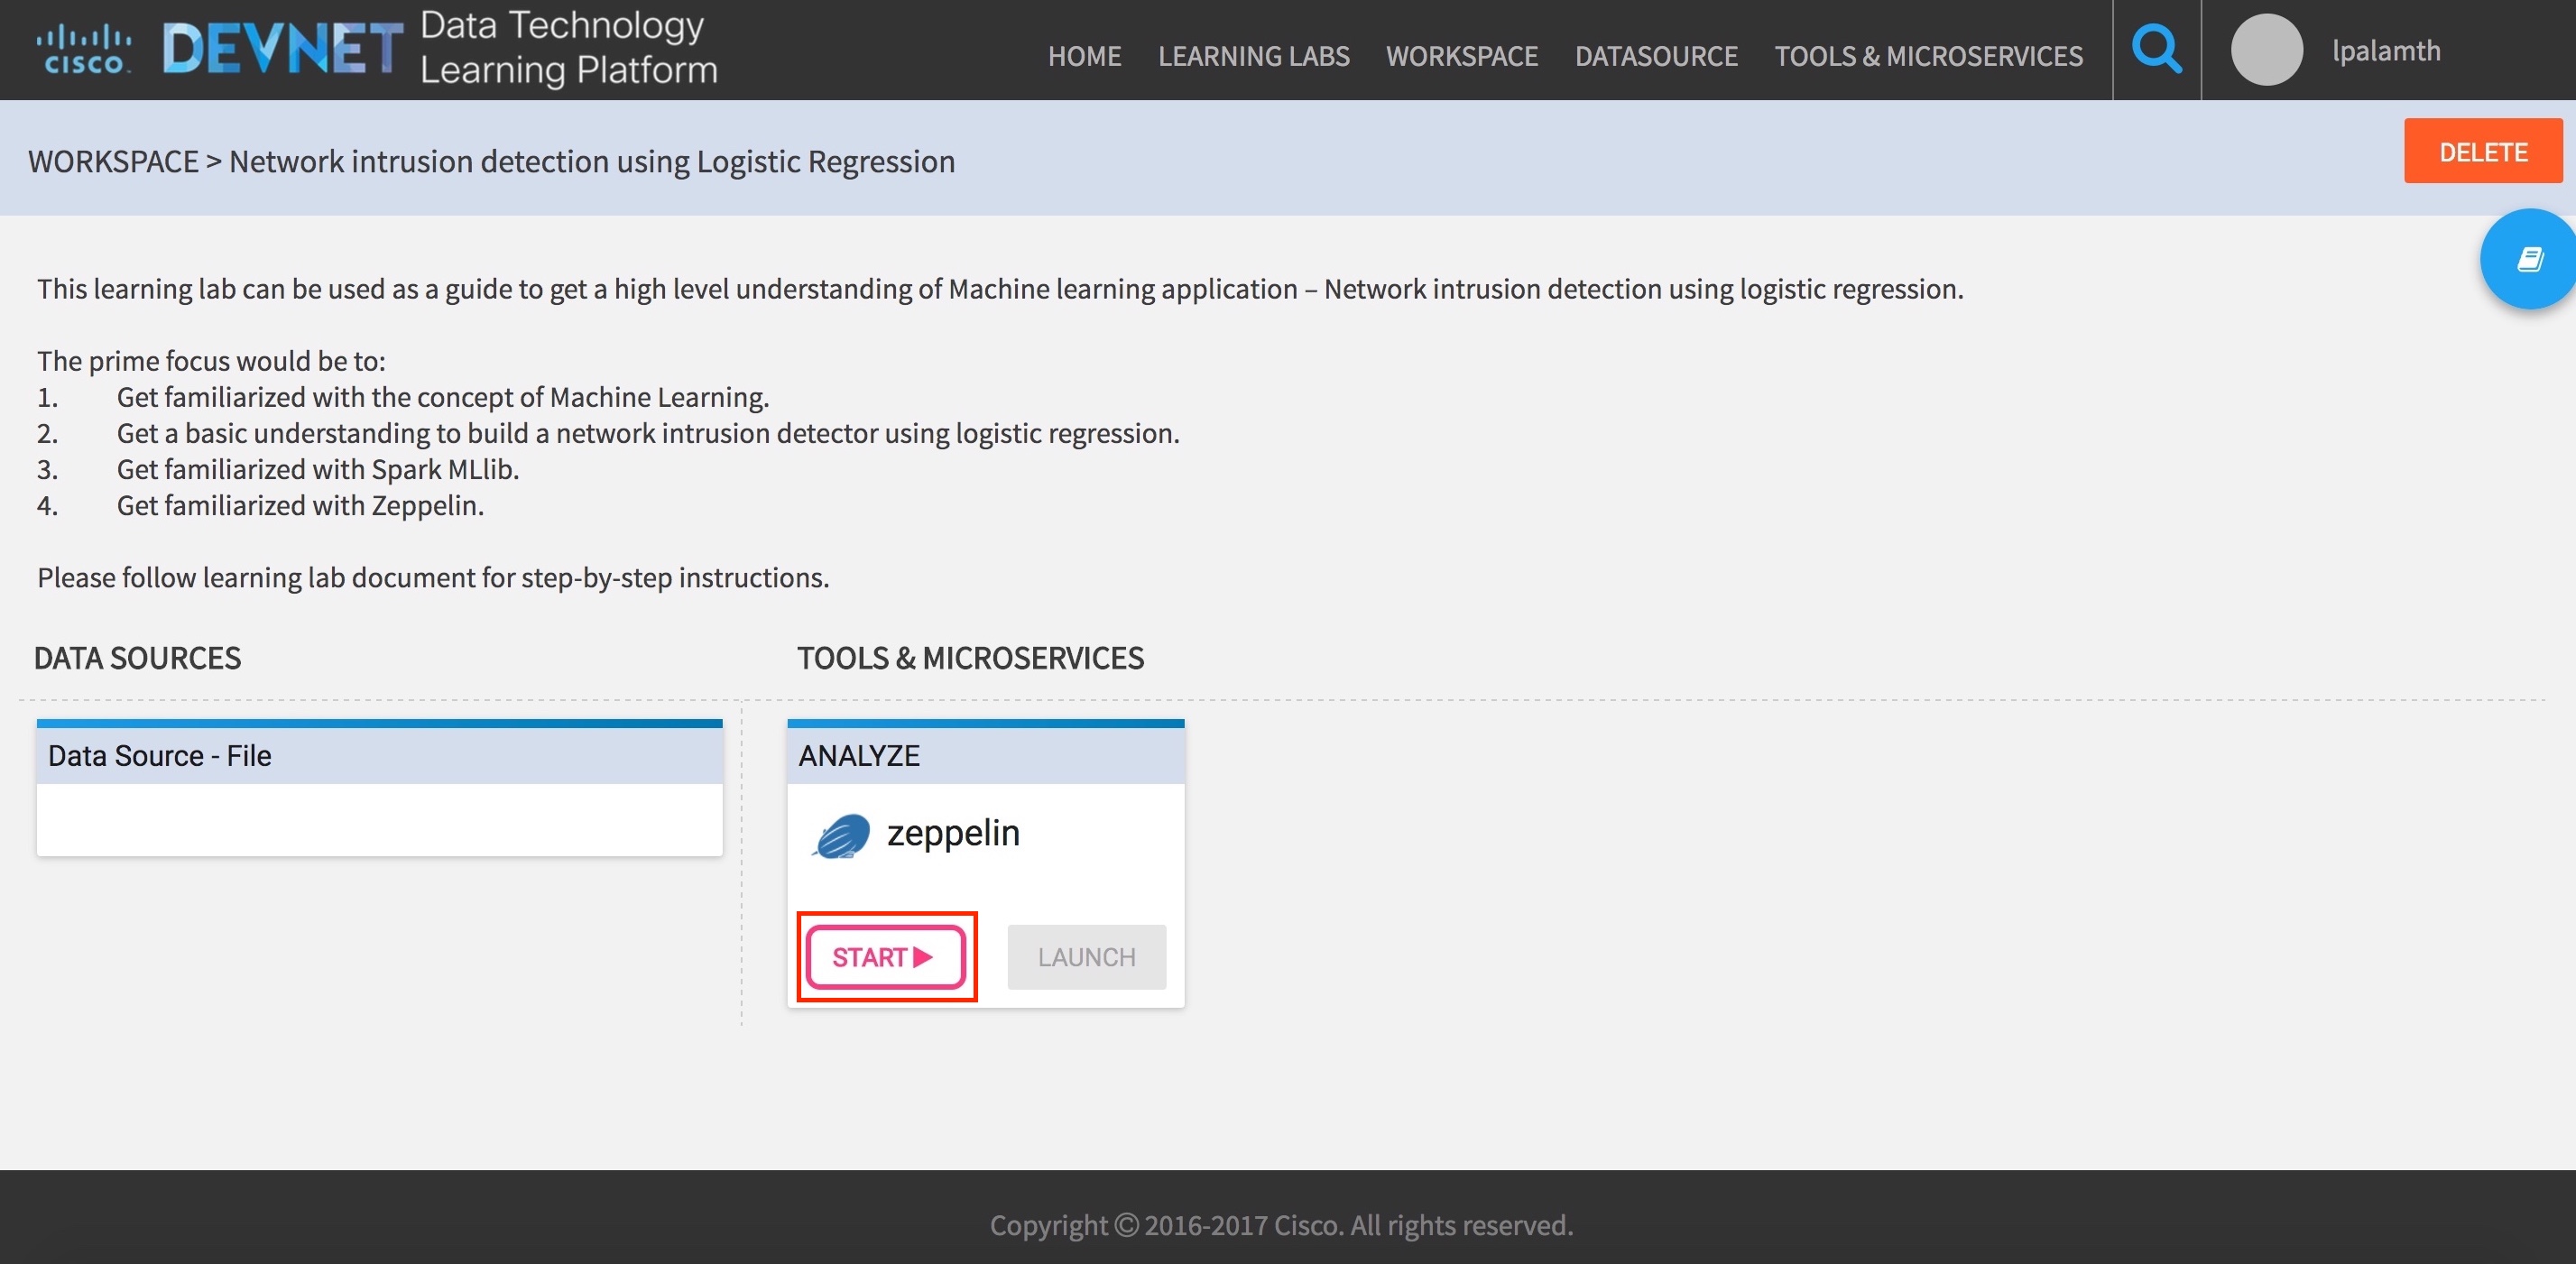 CISCO
DEVNET
Data Technology
Learning Platform
HOME LEARNING LABS WORKSPACE DATASOURCE TOOLS & MICROSERVICES lpalamth
WORKSPACE > Network intrusion detection using Logistic Regression
DELETE
This learning lab can be used as a guide to get a high level understanding of Machine learning application – Network intrusion detection using logistic regression.
The prime focus would be to:
1. Get familiarized with the concept of Machine Learning.
2. Get a basic understanding to build a network intrusion detector using logistic regression.
3. Get familiarized with Spark MLlib.
4. Get familiarized with Zeppelin.
Please follow learning lab document for step-by-step instructions.
DATA SOURCES
TOOLS & MICROSERVICES
Data Source - File
ANALYZE
zeppelin
START
LAUNCH
Copyright © 2016-2017 Cisco. All rights reserved.